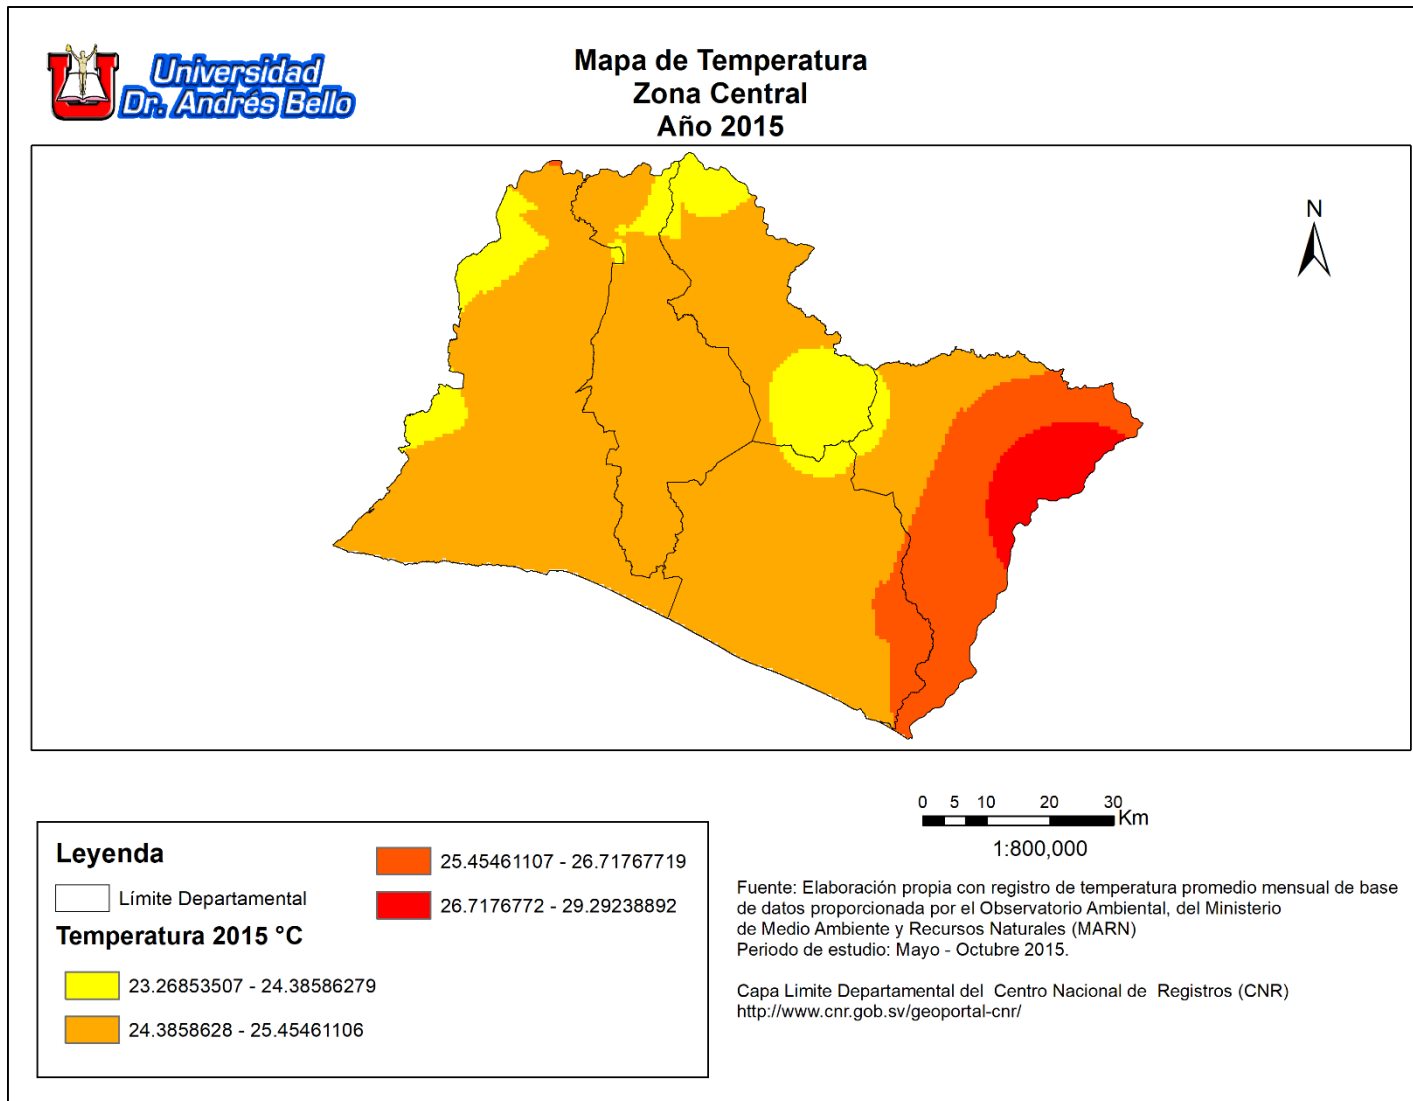 Universidad
Dr. Andrés Bello
Mapa de Temperatura
Zona Central
Año 2015
N
0 5 10 20 30
Km
1:800,000
Leyenda
Límite Departamental
Temperatura 2015 °C
23.26853507 - 24.38586279
24.3858628 - 25.45461106
25.45461107 - 26.71767719
26.7176772 - 29.29238892
Fuente: Elaboración propia con registro de temperatura promedio mensual de base
de datos proporcionada por el Observatorio Ambiental, del Ministerio
de Medio Ambiente y Recursos Naturales (MARN)
Periodo de estudio: Mayo - Octubre 2015.
Capa Limite Departamental del Centro Nacional de Registros (CNR)
http://www.cnr.gob.sv/geoportal-cnr/